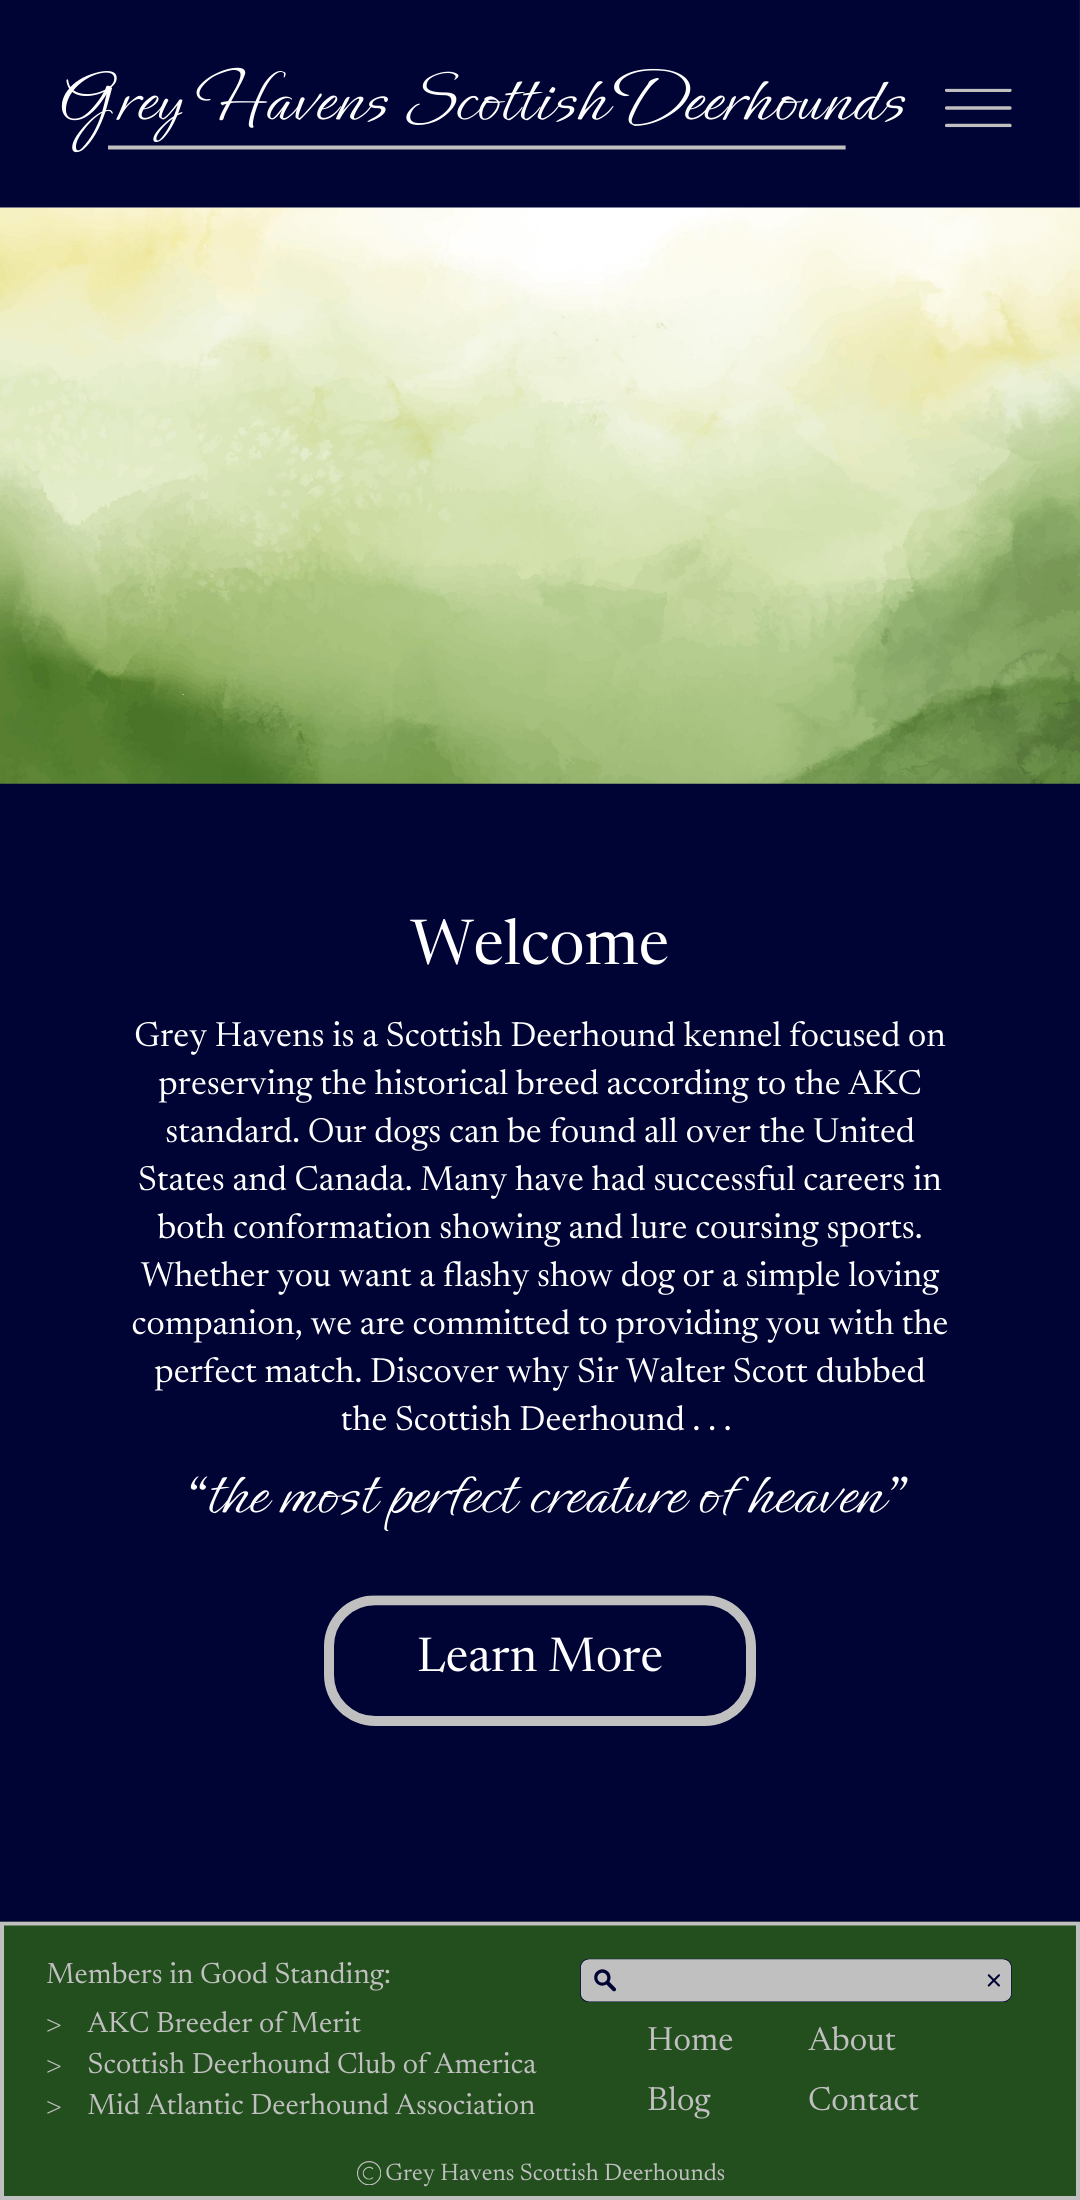 Grey Havens Scottish Deerhounds
Welcome
Grey Havens is a Scottish Deerhound kennel focused on
preserving the historical breed according to the AKC
standard. Our dogs can be found all over the United
States and Canada. Many have had successful careers in
both conformation showing and lure coursing sports.
Whether you want a flashy show dog or a simple loving
companion, we are committed to providing you with the
perfect match. Discover why Sir Walter Scott dubbed
the Scottish Deerhound . . .
“the most perfect creature of heaven”
Learn More
Members in Good Standing:
> AKC Breeder of Merit
> Scottish Deerhound Club of America
> Mid Atlantic Deerhound Association
Home About
Blog Contact
© Grey Havens Scottish Deerhounds